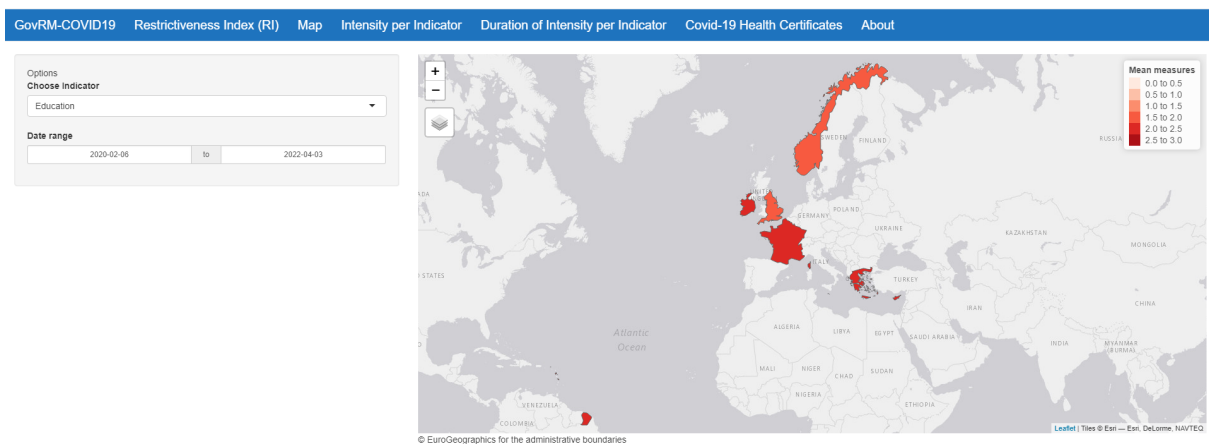 GovRM-COVID19 Restrictiveness Index (RI) Map Intensity per Indicator Duration of Intensity per Indicator Covid-19 Health Certificates About
Options
Choose Indicator
Education
Date range
2020-02-06 to 2022-04-03
+
−
Mean measures
0.0 to 0.5
0.5 to 1.0
1.0 to 1.5
1.5 to 2.0
2.0 to 2.5
2.5 to 3.0
SWEDEN
FINLAND
RUSSIA
UNITED
POLAND
GERMANY
UKRAINE
KAZAKHSTAN
MONGOLIA
STATES
ITALY
TURKEY
IRAN
CHINA
Atlantic
Ocean
ALGERIA
LIBYA
EGYPT
SAUDI ARABIA
INDIA
MYANMAR
(BURMA)
MALI
NIGER
CHAD
SUDAN
NIGERIA
ETHIOPIA
VENEZUELA
COLOMBIA
Leaflet | Tiles © Esri — Esri, DeLorme, NAVTEQ
© EuroGeographics for the administrative boundaries